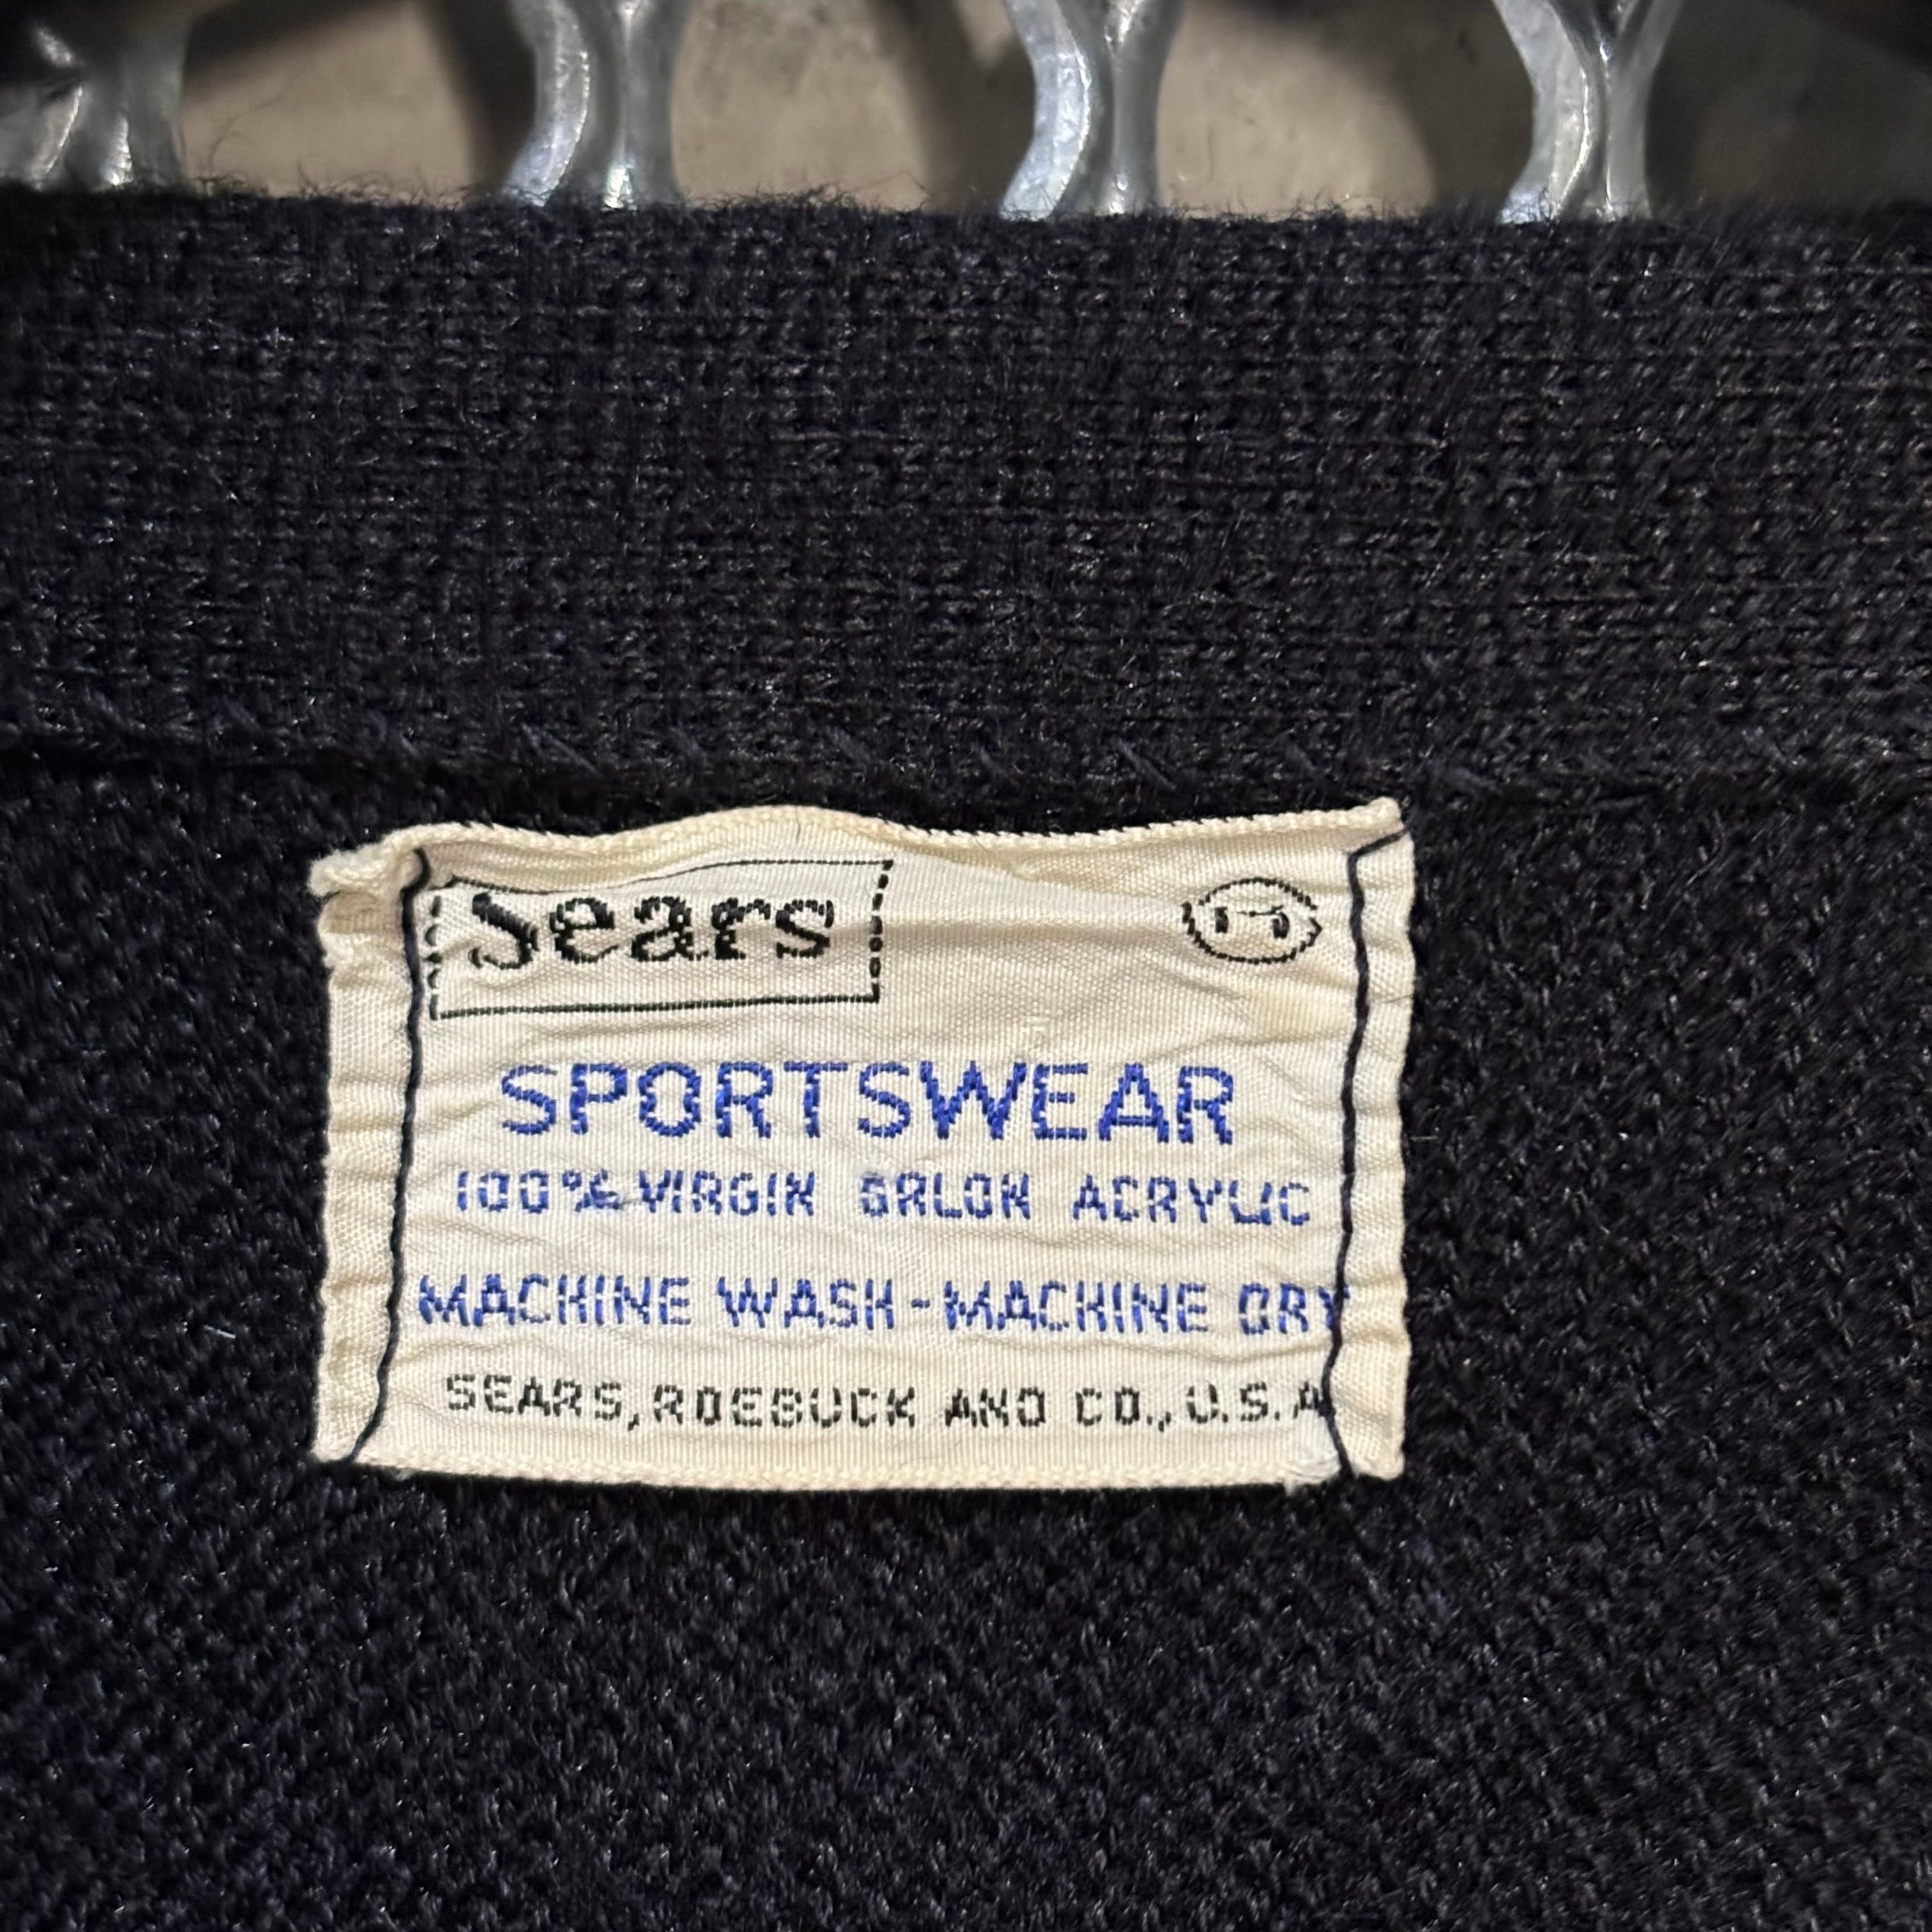 Sears
SPORTSWEAR
100% VIRGIN ORLON ACRYLIC
MACHINE WASH-MACHINE DRY
SEARS, ROEBUCK AND CO., U.S.A